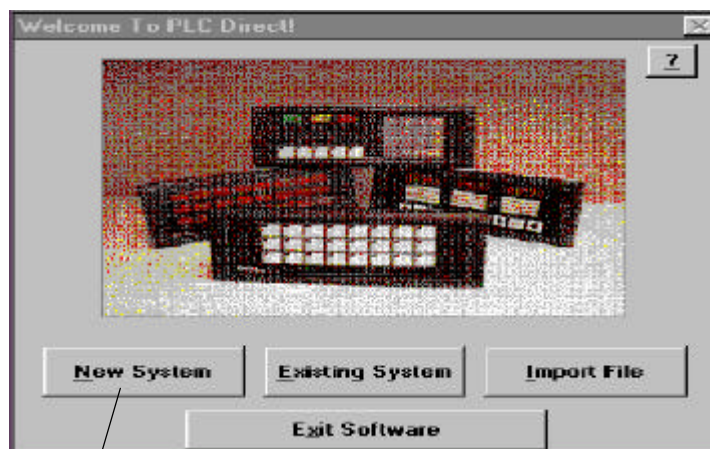 Welcome To PLC Direct!
?
New System
Existing System
Import File
Exit Software